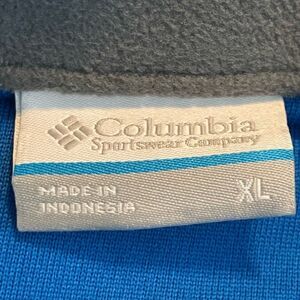 Columbia
Sportswear Company
MADE IN
INDONESIA
XL